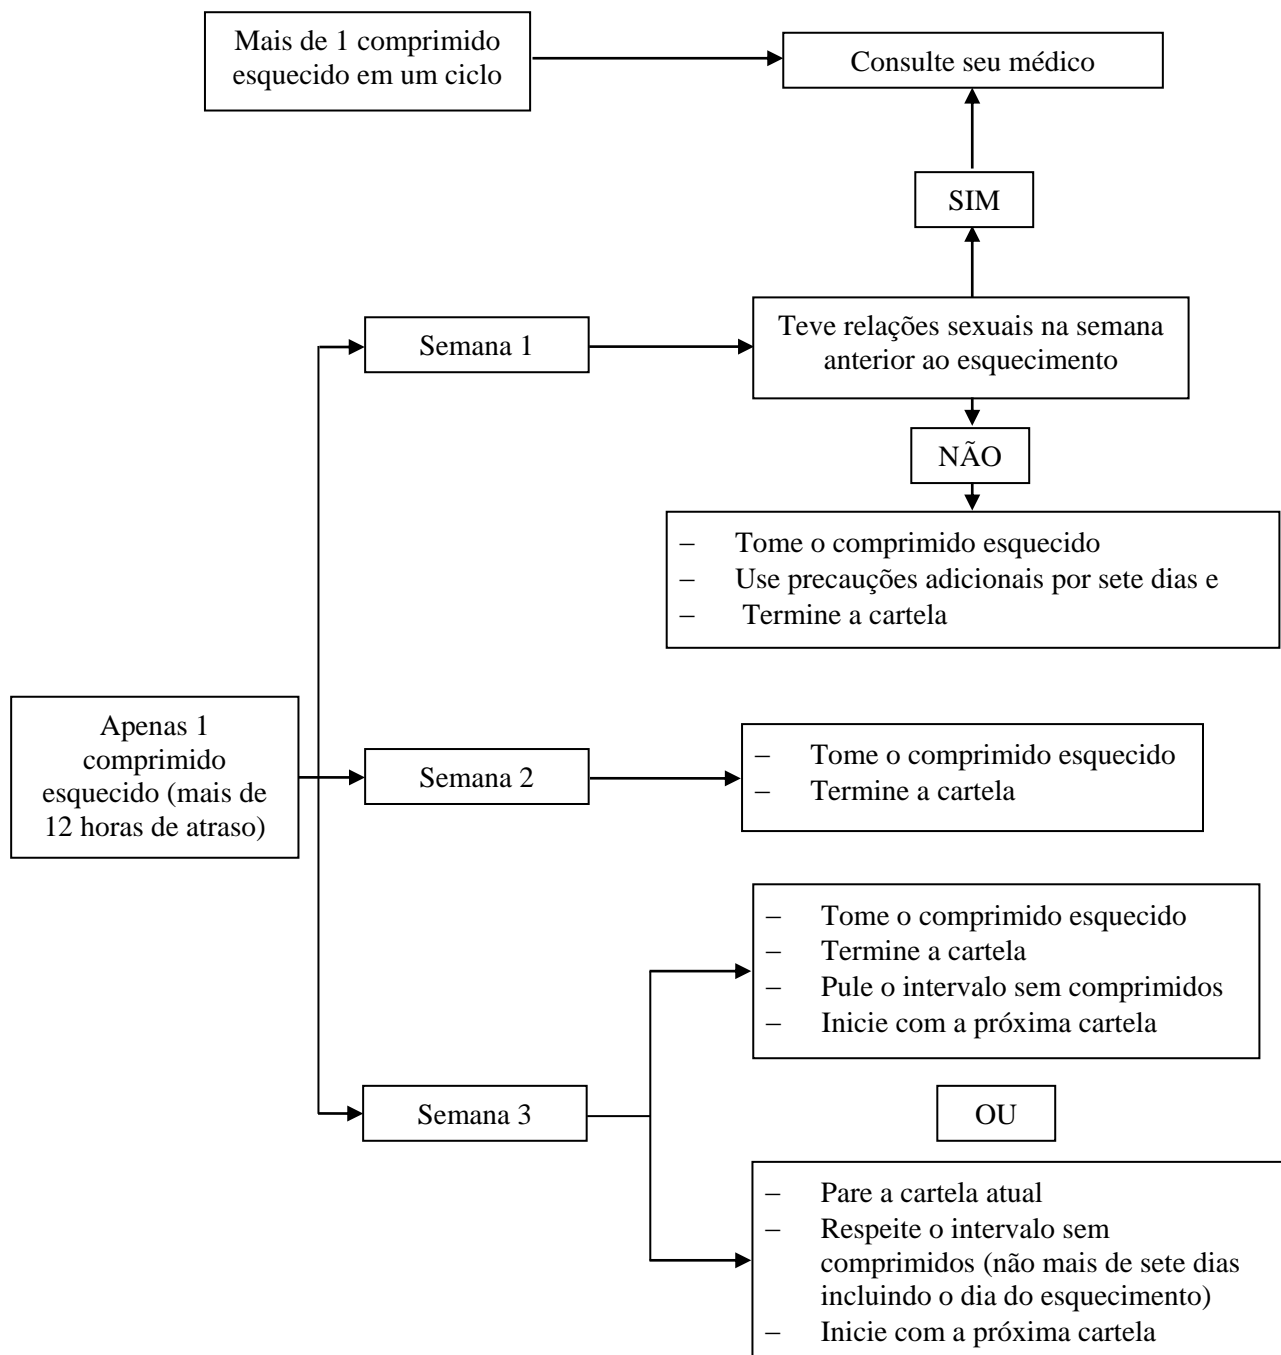 Mais de 1 comprimido
esquecido em um ciclo
Consulte seu médico
SIM
Teve relações sexuais na semana
anterior ao esquecimento
Semana 1
NÃO
– Tome o comprimido esquecido
– Use precauções adicionais por sete dias e
– Termine a cartela
Apenas 1
comprimido
esquecido (mais de
12 horas de atraso)
Semana 2
– Tome o comprimido esquecido
– Termine a cartela
– Tome o comprimido esquecido
– Termine a cartela
– Pule o intervalo sem comprimidos
– Inicie com a próxima cartela
Semana 3
OU
– Pare a cartela atual
– Respeite o intervalo sem
comprimidos (não mais de sete dias
incluindo o dia do esquecimento)
– Inicie com a próxima cartela